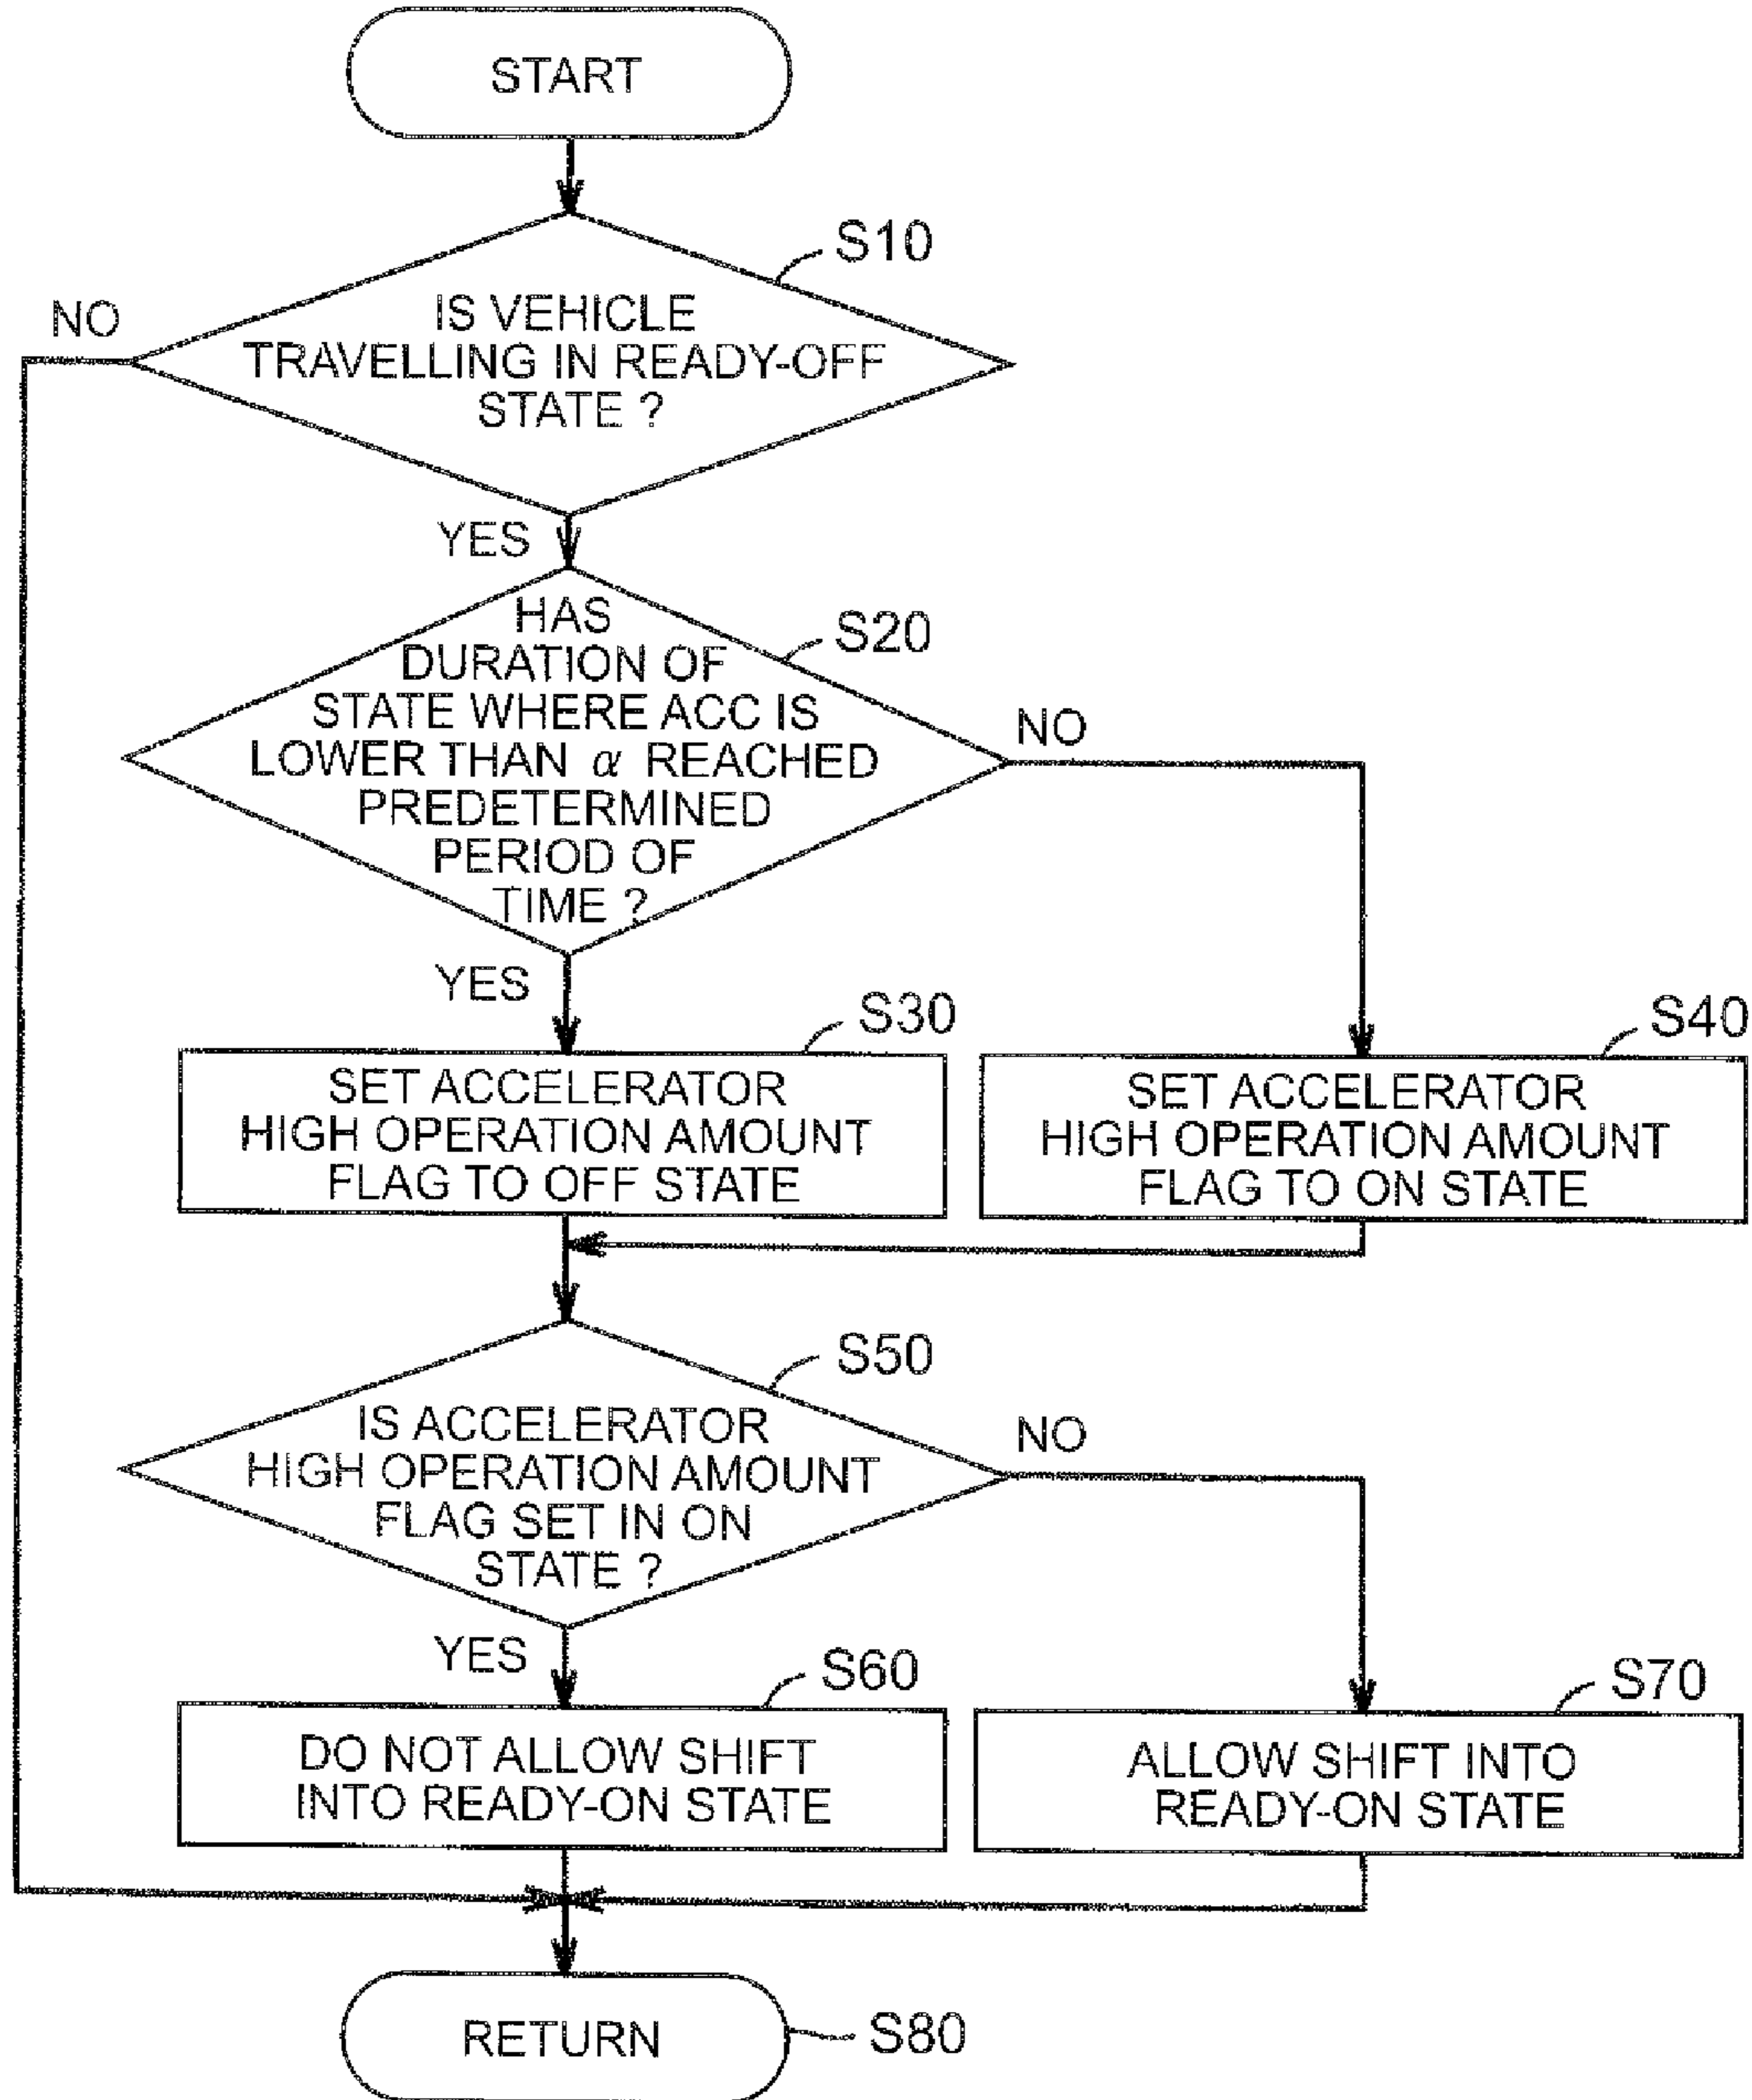 START
S10
NO
IS VEHICLE
TRAVELLING IN READY-OFF
STATE ?
YES
S20
HAS
DURATION OF
STATE WHERE ACC IS
LOWER THAN α REACHED
PREDETERMINED
PERIOD OF
TIME ?
NO
YES
S30
SET ACCELERATOR
HIGH OPERATION AMOUNT
FLAG TO OFF STATE
S40
SET ACCELERATOR
HIGH OPERATION AMOUNT
FLAG TO ON STATE
S50
IS ACCELERATOR
HIGH OPERATION AMOUNT
FLAG SET IN ON
STATE ?
NO
YES
S60
DO NOT ALLOW SHIFT
INTO READY-ON STATE
S70
ALLOW SHIFT INTO
READY-ON STATE
RETURN
S80